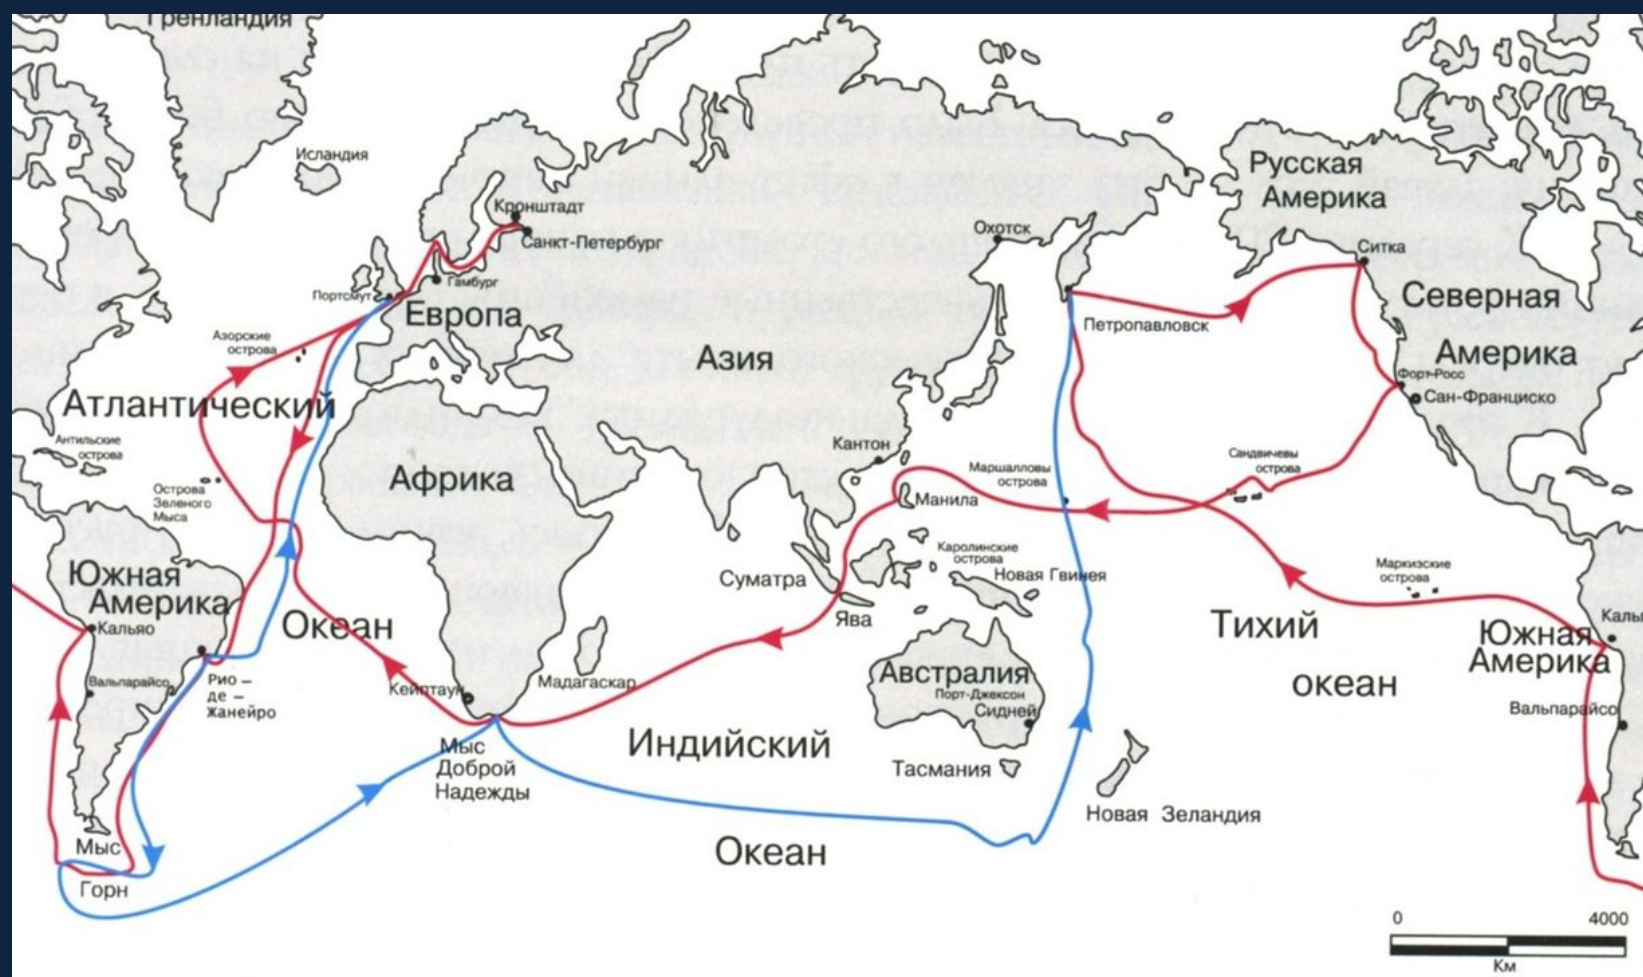 Гренландия
Исландия
Кронштадт
Санкт-Петербург
Гамбург
Портсмут
Европа
Азорские
острова
Атлантический
Антильские
острова
Острова
Зеленого
Мыса
Африка
Азия
Охотск
Петропавловск
Русская
Америка
Ситка
Северная
Америка
Форт-Росс
Сан-Франциско
Кантон
Манила
Маршалловы
острова
Сандвичевы
острова
Каролинские
острова
Новая Гвинея
Суматра
Ява
Маркизские
острова
Южная
Америка
Кальяо
Вальпарайсо
Рио –
де –
Жанейро
Океан
Кейптаун
Мадагаскар
Мыс
Доброй
Надежды
Индийский
Океан
Австралия
Порт-Джексон
Сидней
Тасмания
Новая Зеландия
Тихий
океан
Южная
Америка
Каль
Вальпарайсо
Мыс
Горн
0 4000
Км